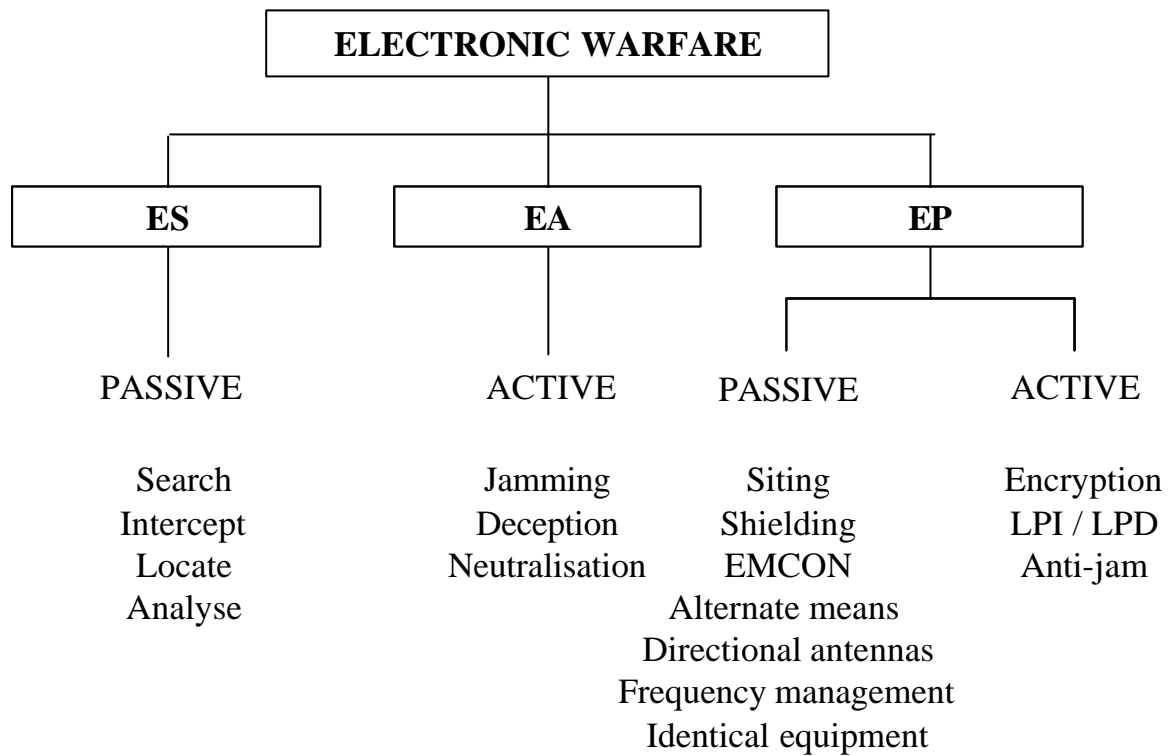 ELECTRONIC WARFARE
ES
EA
EP
PASSIVE
ACTIVE
PASSIVE
ACTIVE
Search
Intercept
Locate
Analyse
Jamming
Deception
Neutralisation
Siting
Shielding
EMCON
Alternate means
Directional antennas
Frequency management
Identical equipment
Encryption
LPI / LPD
Anti-jam